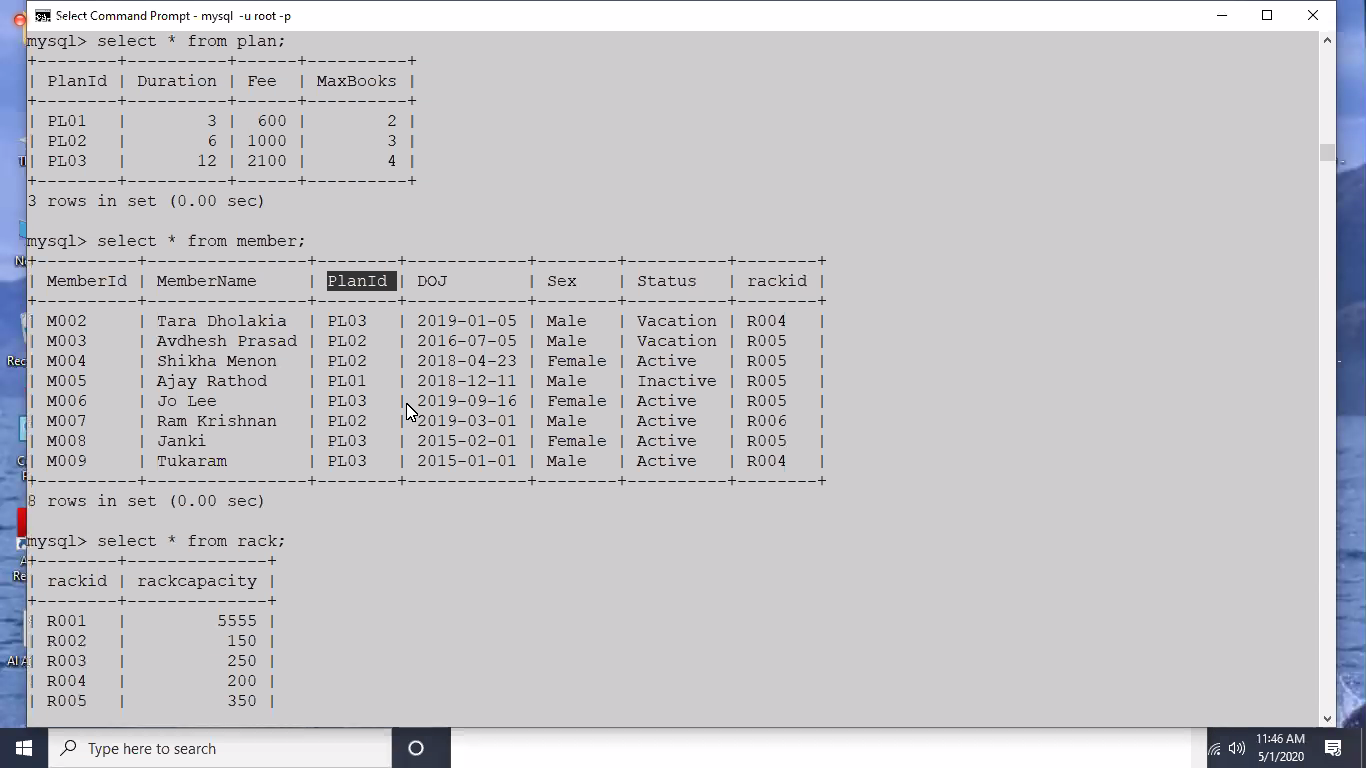 Select Command Prompt - mysql -u root -p
mysql> select * from plan;
+--------+----------+------+----------+
| PlanId | Duration | Fee  | MaxBooks |
+--------+----------+------+----------+
| PL01   |        3 |  600 |        2 |
| PL02   |        6 | 1000 |        3 |
| PL03   |       12 | 2100 |        4 |
+--------+----------+------+----------+
3 rows in set (0.00 sec)
mysql> select * from member;
+----------+----------------+--------+------------+--------+----------+--------+
| MemberId | MemberName     | PlanId | DOJ        | Sex    | Status   | rackid |
+----------+----------------+--------+------------+--------+----------+--------+
| M002     | Tara Dholakia  | PL03   | 2019-01-05 | Male   | Vacation | R004   |
| M003     | Avdhesh Prasad | PL02   | 2016-07-05 | Male   | Vacation | R005   |
| M004     | Shikha Menon   | PL02   | 2018-04-23 | Female | Active   | R005   |
| M005     | Ajay Rathod    | PL01   | 2018-12-11 | Male   | Inactive | R005   |
| M006     | Jo Lee         | PL03   | 2019-09-16 | Female | Active   | R005   |
| M007     | Ram Krishnan   | PL02   | 2019-03-01 | Male   | Active   | R006   |
| M008     | Janki          | PL03   | 2015-02-01 | Female | Active   | R005   |
| M009     | Tukaram        | PL03   | 2015-01-01 | Male   | Active   | R004   |
+----------+----------------+--------+------------+--------+----------+--------+
8 rows in set (0.00 sec)
mysql> select * from rack;
+--------+--------------+
| rackid | rackcapacity |
+--------+--------------+
| R001   |         5555 |
| R002   |          150 |
| R003   |          250 |
| R004   |          200 |
| R005   |          350 |
Type here to search
11:46 AM
5/1/2020